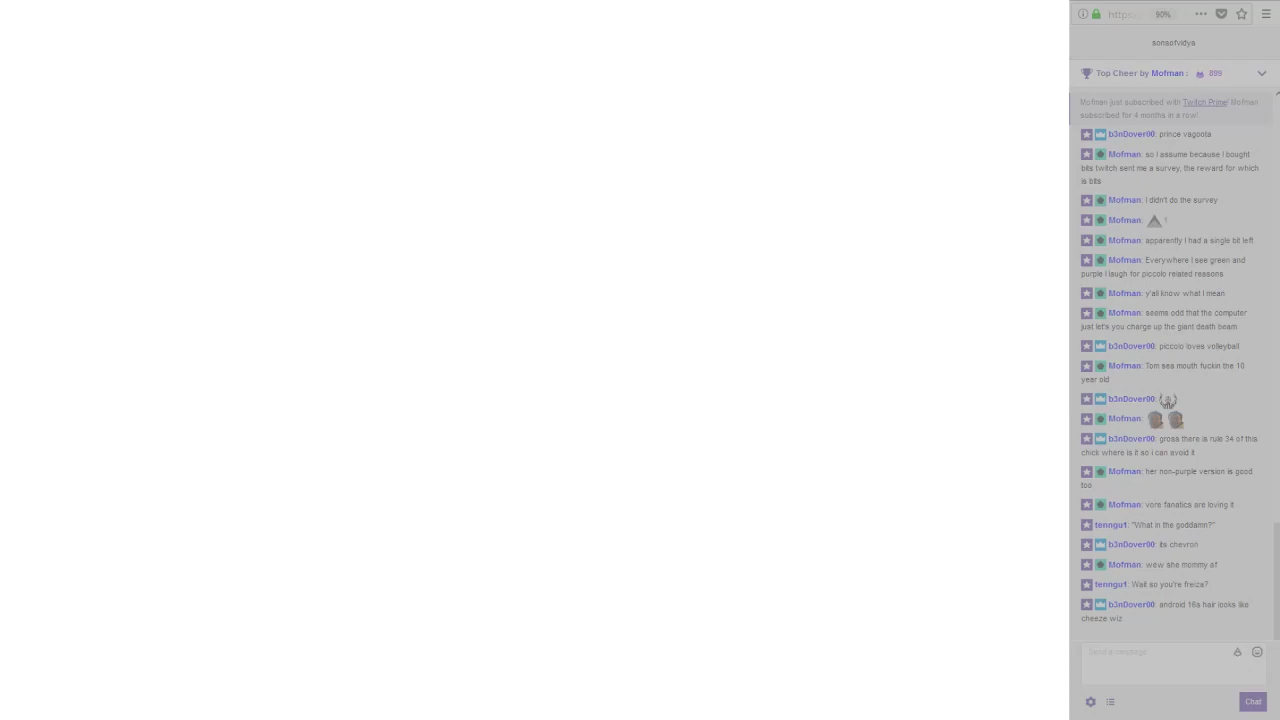 https:
90%
sonsofvidya
Top Cheer by Mofman : 899
Mofman just subscribed with Twitch Prime! Mofman
subscribed for 4 months in a row!
b3nDover00: prince vagoota
Mofman: so I assume because I bought
bits twitch sent me a survey, the reward for which
is bits
Mofman: I didn't do the survey
Mofman: 1
Mofman: apparently I had a single bit left
Mofman: Everywhere I see green and
purple I laugh for piccolo related reasons
Mofman: y'all know what I mean
Mofman: seems odd that the computer
just let's you charge up the giant death beam
b3nDover00: piccolo loves volleyball
Mofman: Tom sea mouth fuckin the 10
year old
b3nDover00:
Mofman:
b3nDover00: gross there is rule 34 of this
chick where is it so i can avoid it
Mofman: her non-purple version is good
too
Mofman: vore fanatics are loving it
tenngu1: "What in the goddamn?"
b3nDover00: its chevron
Mofman: wow she mommy af
tenngu1: Wait so you're freiza?
b3nDover00: android 16s hair looks like
cheeze wiz
Send a message
Chat